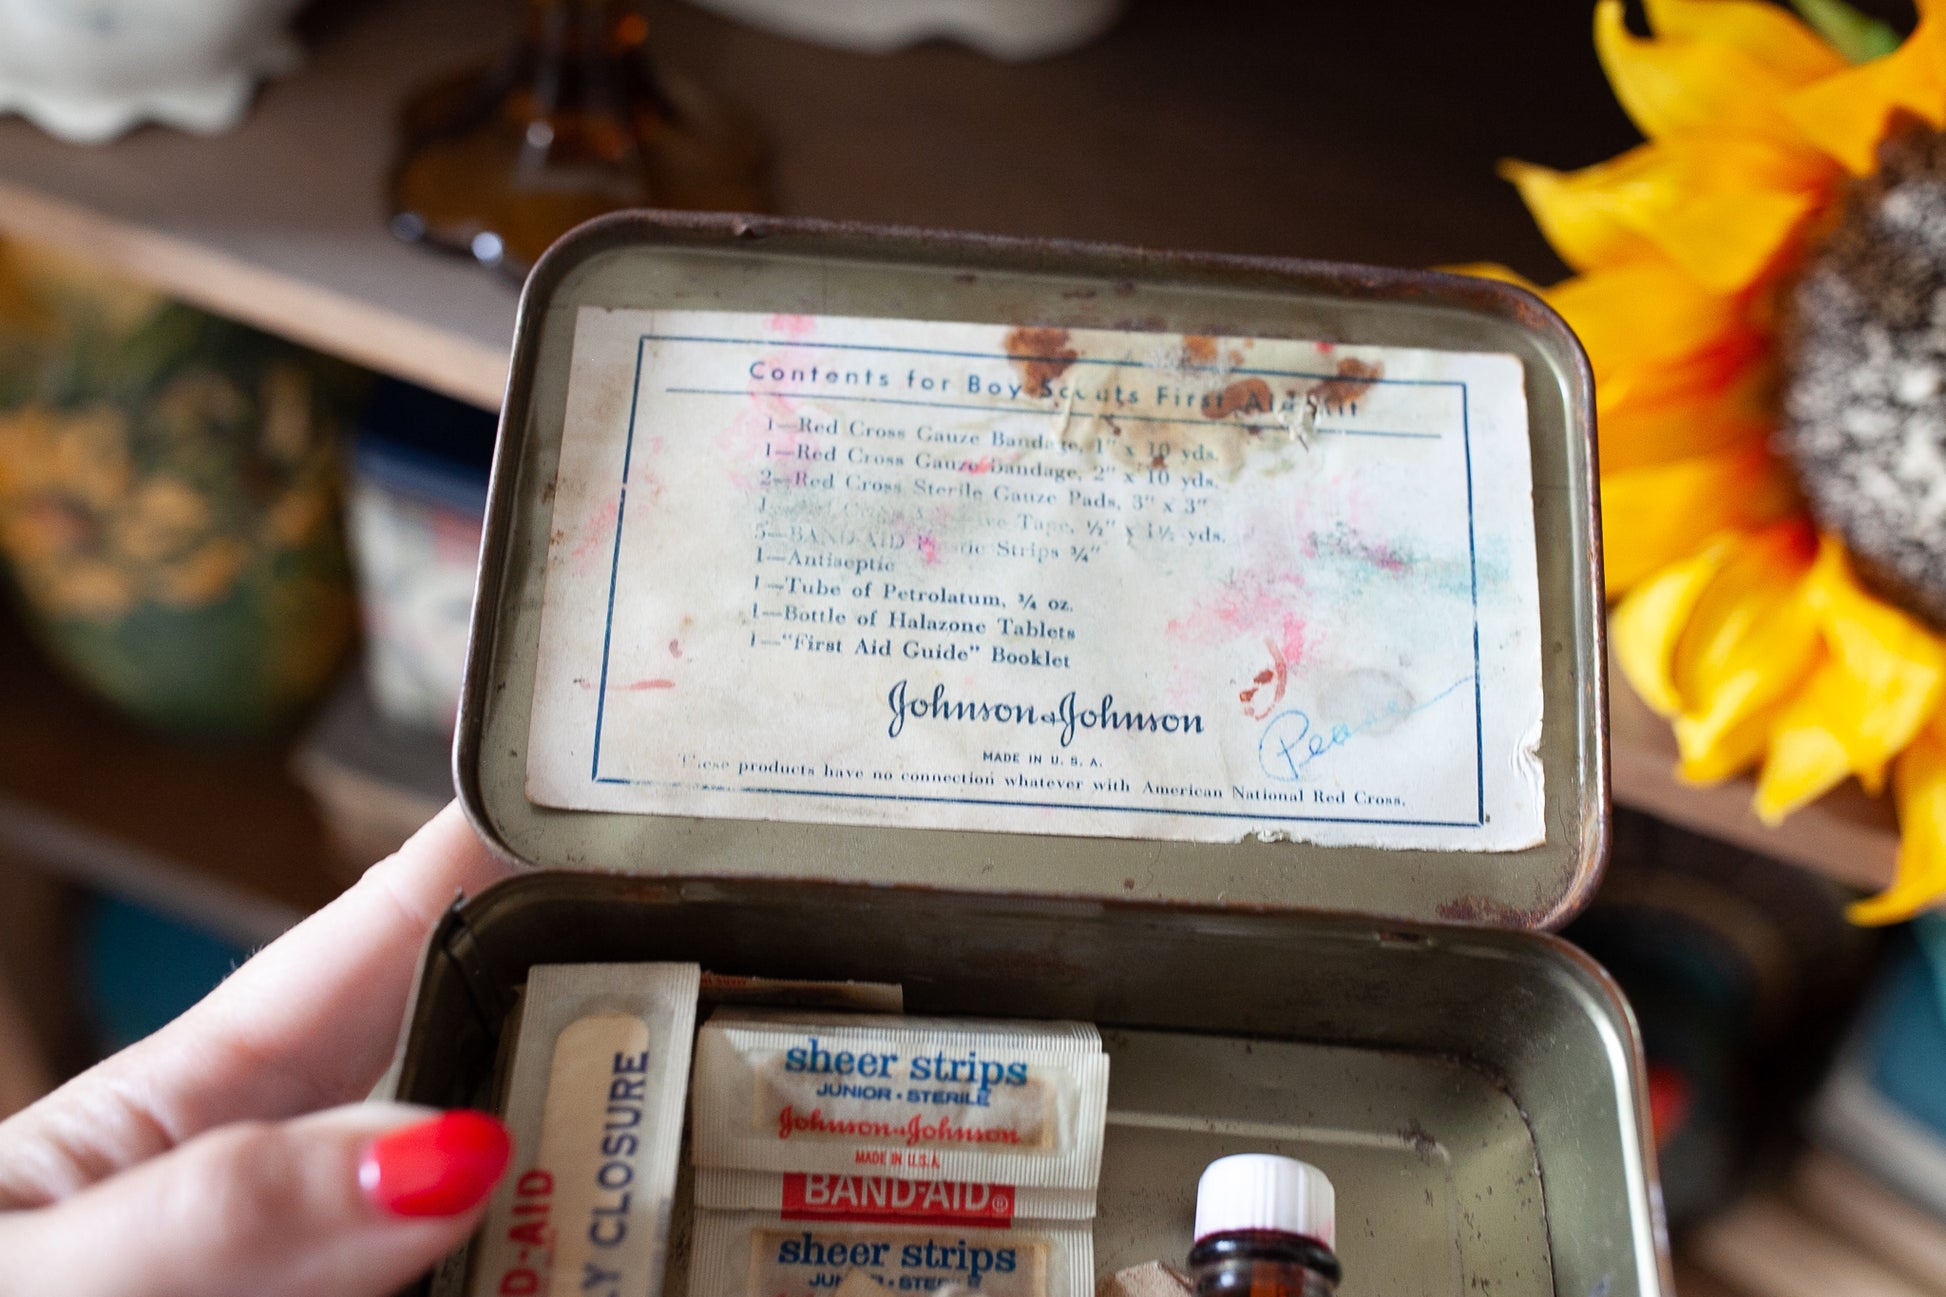 Contents for Boy Scouts First Aid Kit
1—Red Cross Gauze Bandage, 1" x 10 yds.
1—Red Cross Gauze Bandage, 2" x 10 yds.
2—Red Cross Sterile Gauze Pads, 3" x 3"
1 Tape, ½" x 1½ yds.
5—BAND-AID Strips ¾"
1—Antiseptic
1—Tube of Petrolatum, ¾ oz.
1—Bottle of Halazone Tablets
1—"First Aid Guide" Booklet
Johnson & Johnson
MADE IN U. S. A.
These products have no connection whatever with American National Red Cross.
D-AID
Y CLOSURE
sheer strips
JUNIOR • STERILE
Johnson & Johnson
MADE IN U.S.A.
BAND-AID®
sheer strips